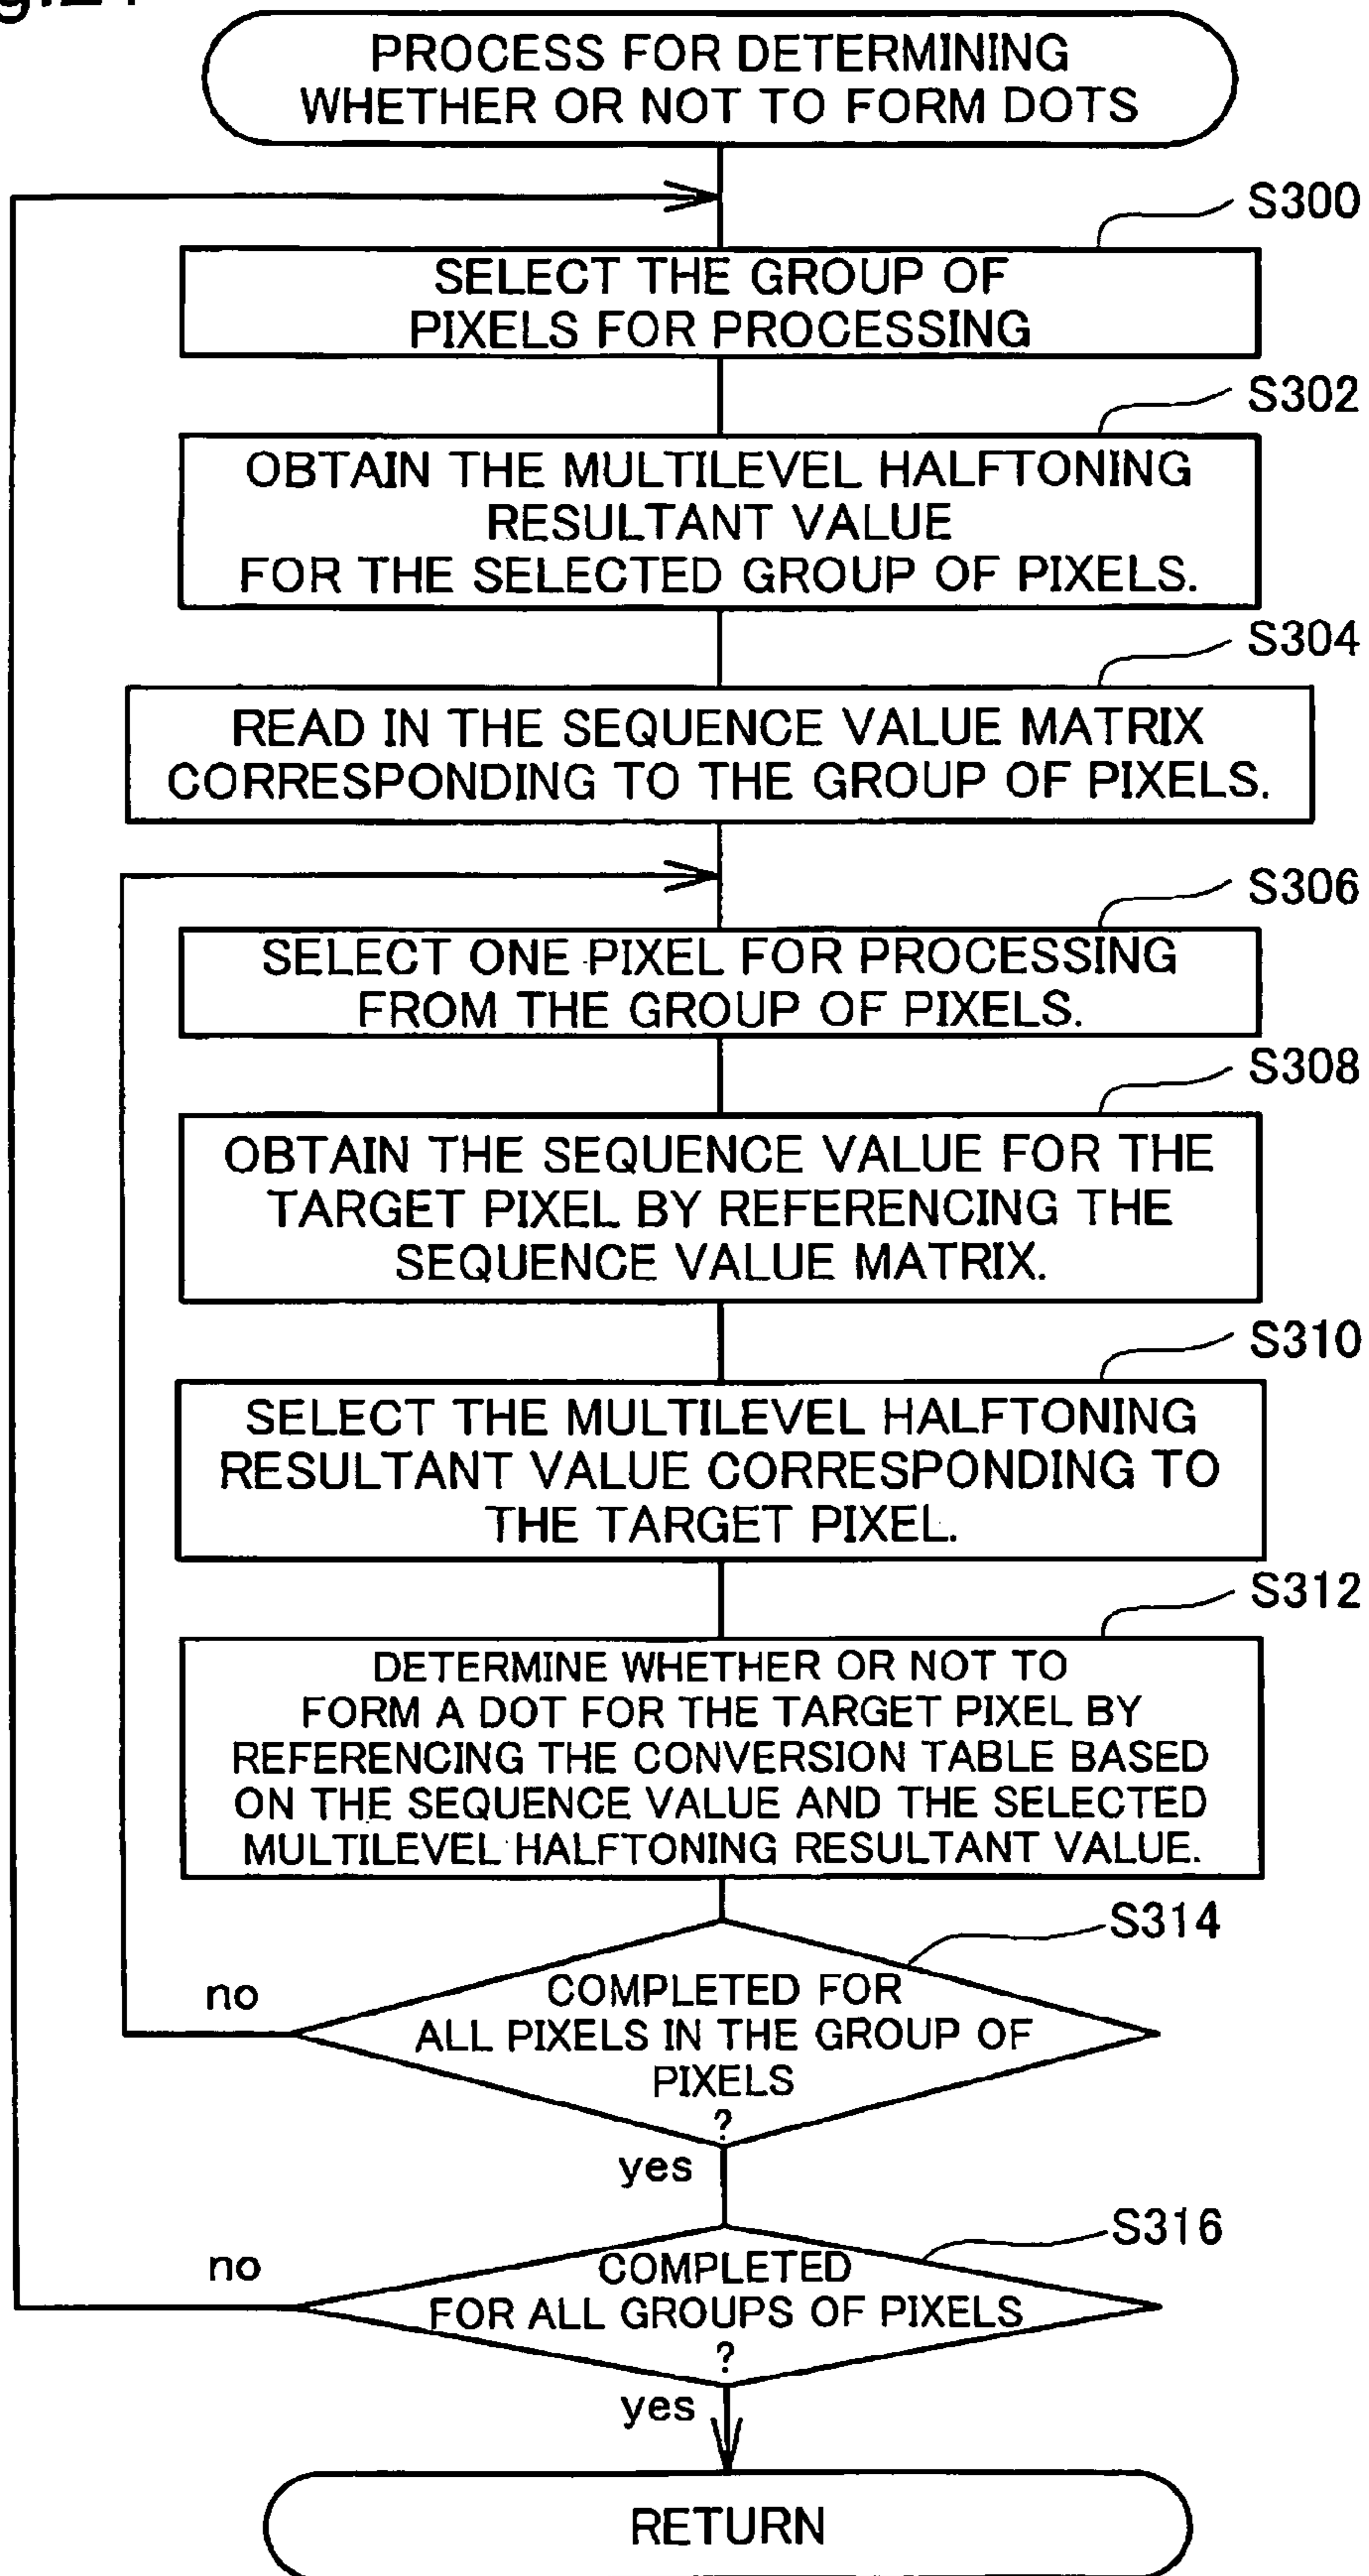 PROCESS FOR DETERMINING
WHETHER OR NOT TO FORM DOTS
S300
SELECT THE GROUP OF
PIXELS FOR PROCESSING
S302
OBTAIN THE MULTILEVEL HALFTONING
RESULTANT VALUE
FOR THE SELECTED GROUP OF PIXELS.
S304
READ IN THE SEQUENCE VALUE MATRIX
CORRESPONDING TO THE GROUP OF PIXELS.
S306
SELECT ONE PIXEL FOR PROCESSING
FROM THE GROUP OF PIXELS.
S308
OBTAIN THE SEQUENCE VALUE FOR THE
TARGET PIXEL BY REFERENCING THE
SEQUENCE VALUE MATRIX.
S310
SELECT THE MULTILEVEL HALFTONING
RESULTANT VALUE CORRESPONDING TO
THE TARGET PIXEL.
S312
DETERMINE WHETHER OR NOT TO
FORM A DOT FOR THE TARGET PIXEL BY
REFERENCING THE CONVERSION TABLE BASED
ON THE SEQUENCE VALUE AND THE SELECTED
MULTILEVEL HALFTONING RESULTANT VALUE.
S314
no
COMPLETED FOR
ALL PIXELS IN THE GROUP OF
PIXELS
?
yes
S316
no
COMPLETED
FOR ALL GROUPS OF PIXELS
?
yes
RETURN